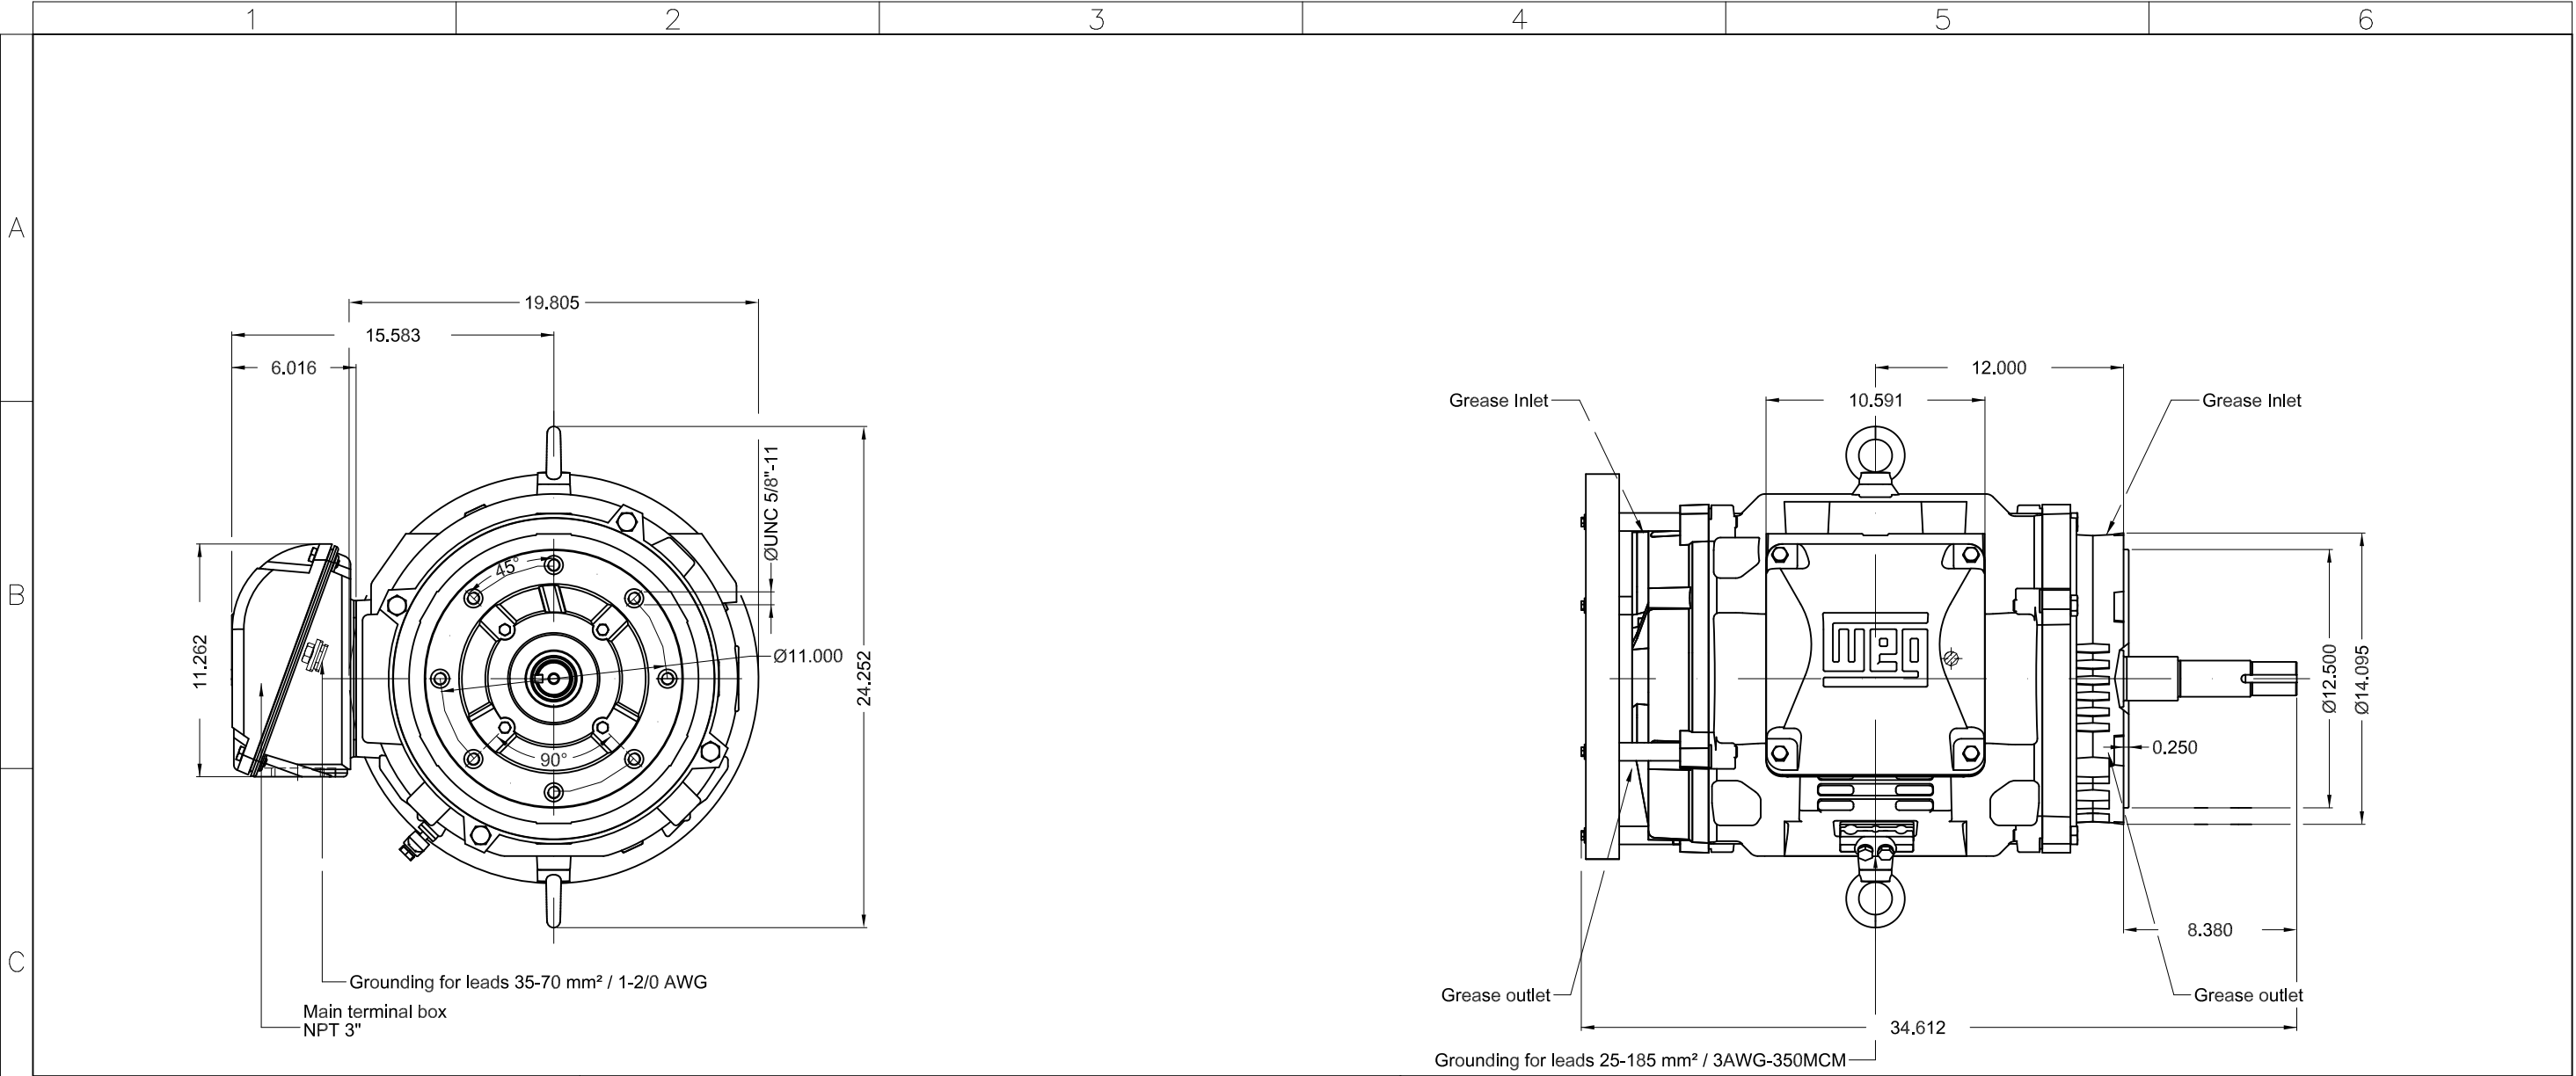 1 2 3 4 5 6
A
B
C
19.805
15.583
6.016
ØUNC 5/8"-11
45°
11.262
Ø11.000
24.252
90°
Grounding for leads 35-70 mm² / 1-2/0 AWG
Main terminal box
NPT 3"
12.000
Grease Inlet
10.591
Grease Inlet
weg
Ø12.500
Ø14.095
0.250
8.380
Grease outlet
Grease outlet
34.612
Grounding for leads 25-185 mm² / 3AWG-350MCM